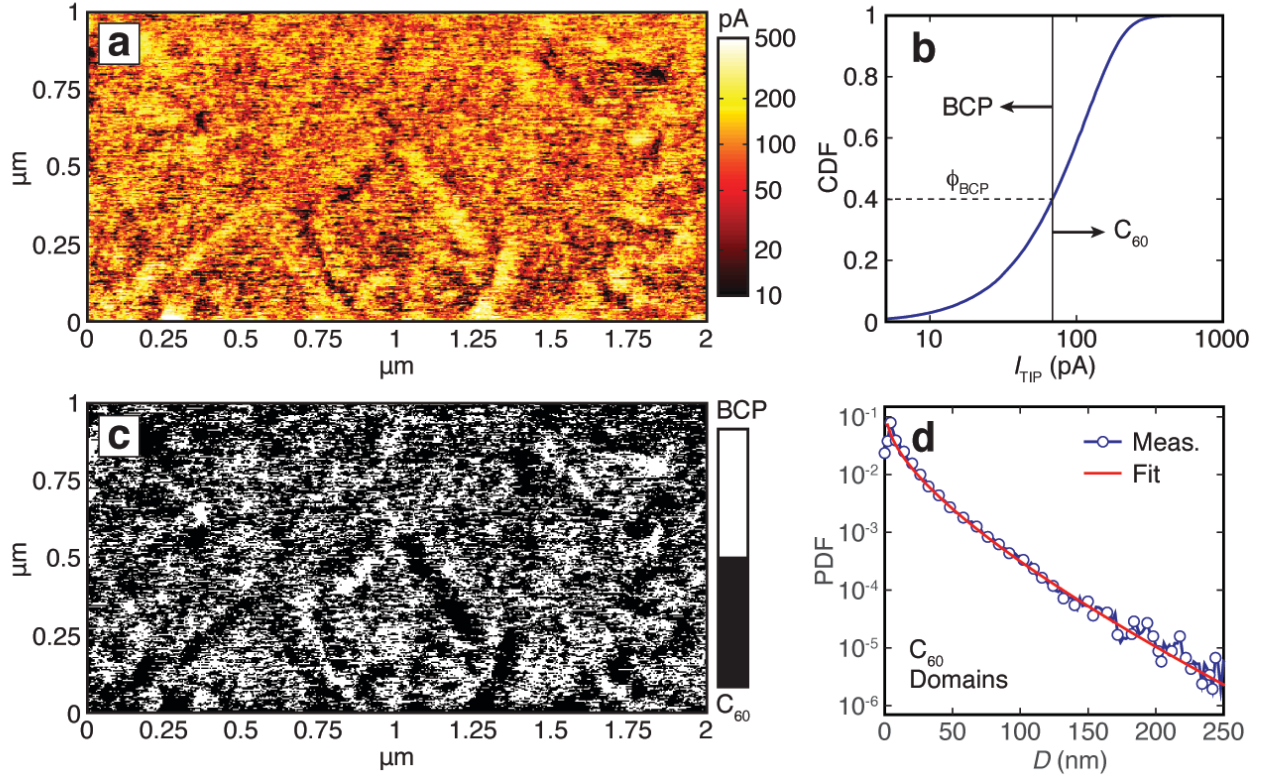 a
pA
500
200
100
50
20
10
1
0.75
0.5
0.25
0
µm
0 0.25 0.5 0.75 1 1.25 1.5 1.75 2
µm
b
1
0.8
0.6
0.4
0.2
0
CDF
BCP
ϕBCP
C60
10 100 1000
ITIP (pA)
c
BCP
C60
1
0.75
0.5
0.25
0
µm
0 0.25 0.5 0.75 1 1.25 1.5 1.75 2
µm
d
Meas.
Fit
10-1
10-2
10-3
10-4
10-5
10-6
PDF
C60
Domains
0 50 100 150 200 250
D (nm)